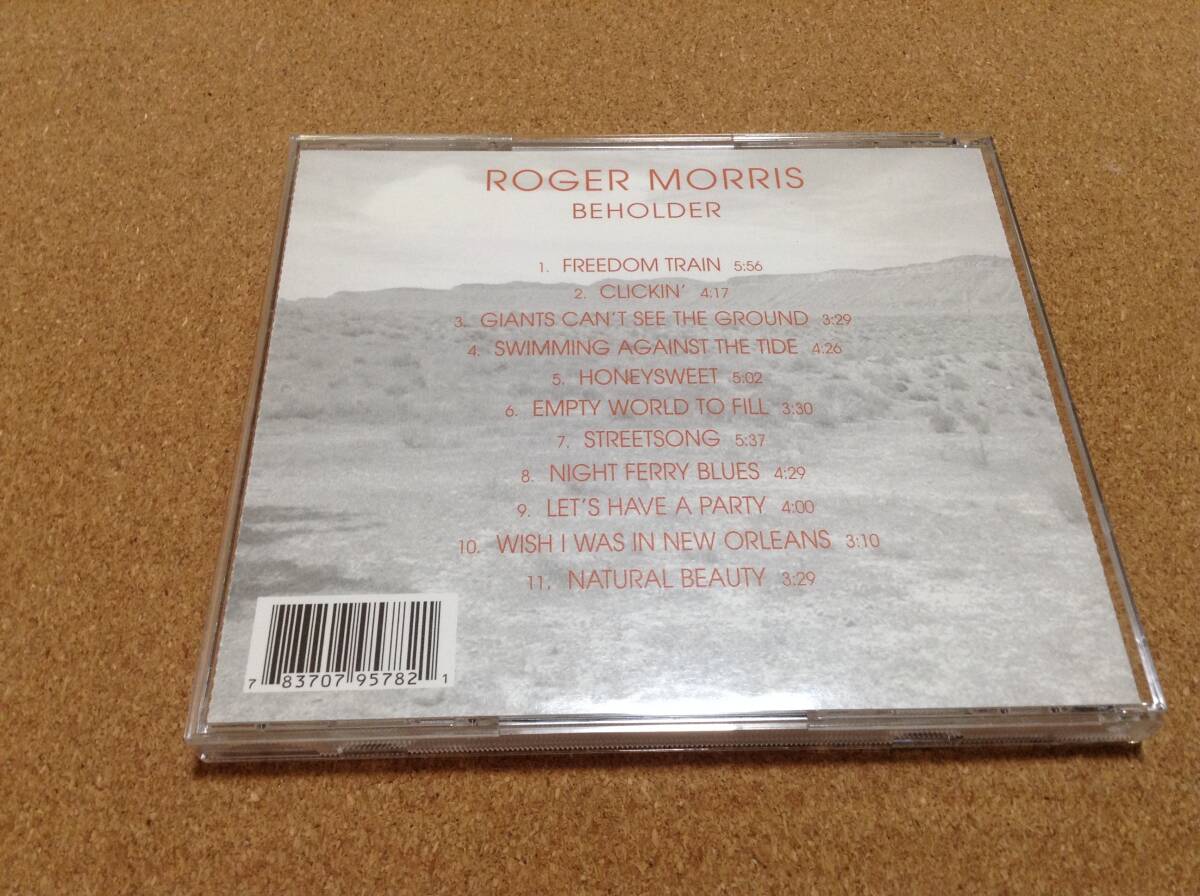 ROGER MORRIS
BEHOLDER
1. FREEDOM TRAIN 5:56
2. CLICKIN' 4:17
3. GIANTS CAN'T SEE THE GROUND 3:29
4. SWIMMING AGAINST THE TIDE 4:26
5. HONEYSWEET 5:02
6. EMPTY WORLD TO FILL 3:30
7. STREETSONG 5:37
8. NIGHT FERRY BLUES 4:29
9. LET'S HAVE A PARTY 4:00
10. WISH I WAS IN NEW ORLEANS 3:10
11. NATURAL BEAUTY 3:29
7 83707 95782 1